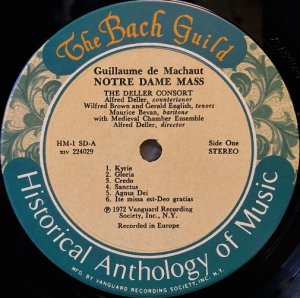 The Bach Guild
Guillaume de Machaut
NOTRE DAME MASS
THE DELLER CONSORT
Alfred Deller, countertenor
Wilfred Brown and Gerald English, tenors
Maurice Bevan, baritone
with Medieval Chamber Ensemble
Alfred Deller, director
HM-1 SD-A
XSV 224029
Side One
STEREO
1. Kyrie
2. Gloria
3. Credo
4. Sanctus
5. Agnus Dei
6. Ite missa est-Deo gratias
℗ 1972 Vanguard Recording
Society, Inc., N.Y.
Recorded in Europe
Historical Anthology of Music
MFD. BY VANGUARD RECORDING SOCIETY, INC., N.Y.